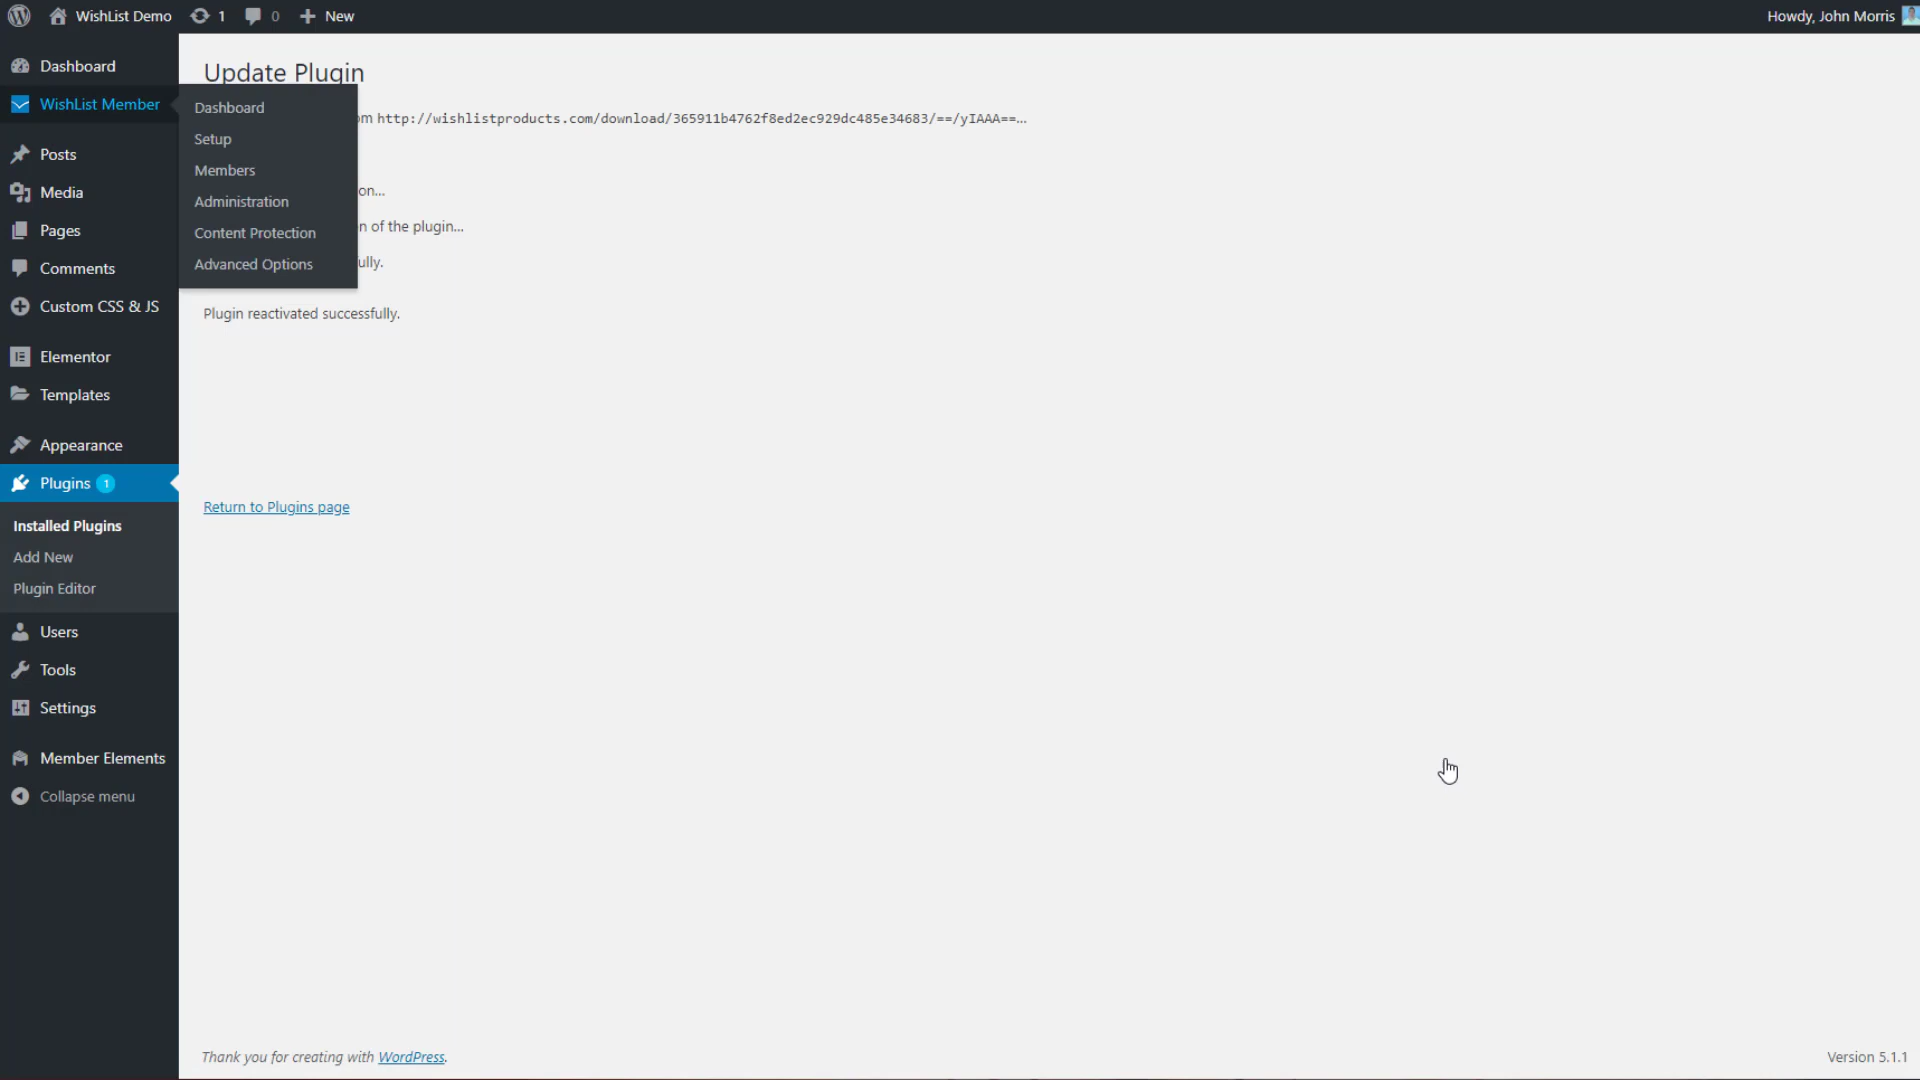 WishList Demo 1 0 New Howdy, John Morris
Dashboard
WishList Member
Posts
Media
Pages
Comments
Custom CSS & JS
Elementor
Templates
Appearance
Plugins 1
Installed Plugins
Add New
Plugin Editor
Users
Tools
Settings
Member Elements
Collapse menu
Dashboard
Setup
Members
Administration
Content Protection
Advanced Options
Update Plugin
om http://wishlistproducts.com/download/365911b4762f8ed2ec929dc485e34683/==/yIAAA==…
on…
n of the plugin…
ully.
Plugin reactivated successfully.
Return to Plugins page
Thank you for creating with WordPress.
Version 5.1.1